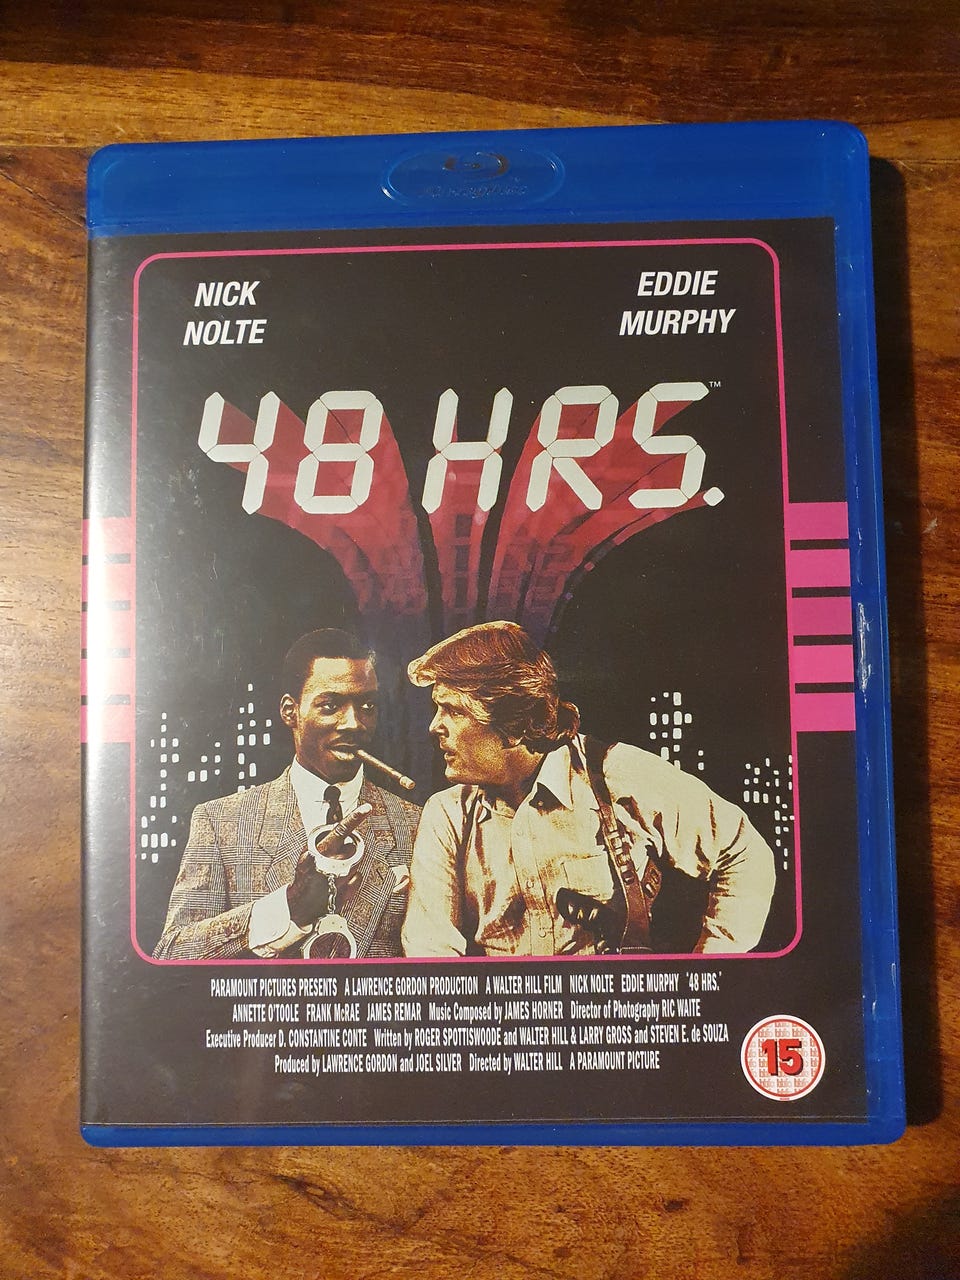 NICK
NOLTE
EDDIE
MURPHY
48 HRS.™
PARAMOUNT PICTURES PRESENTS A LAWRENCE GORDON PRODUCTION A WALTER HILL FILM NICK NOLTE EDDIE MURPHY '48 HRS.'
ANNETTE O'TOOLE FRANK McRAE JAMES REMAR Music Composed by JAMES HORNER Director of Photography RIC WAITE
Executive Producer D. CONSTANTINE CONTE Written by ROGER SPOTTISWOODE and WALTER HILL & LARRY GROSS and STEVEN E. de SOUZA
Produced by LAWRENCE GORDON and JOEL SILVER Directed by WALTER HILL A PARAMOUNT PICTURE
15